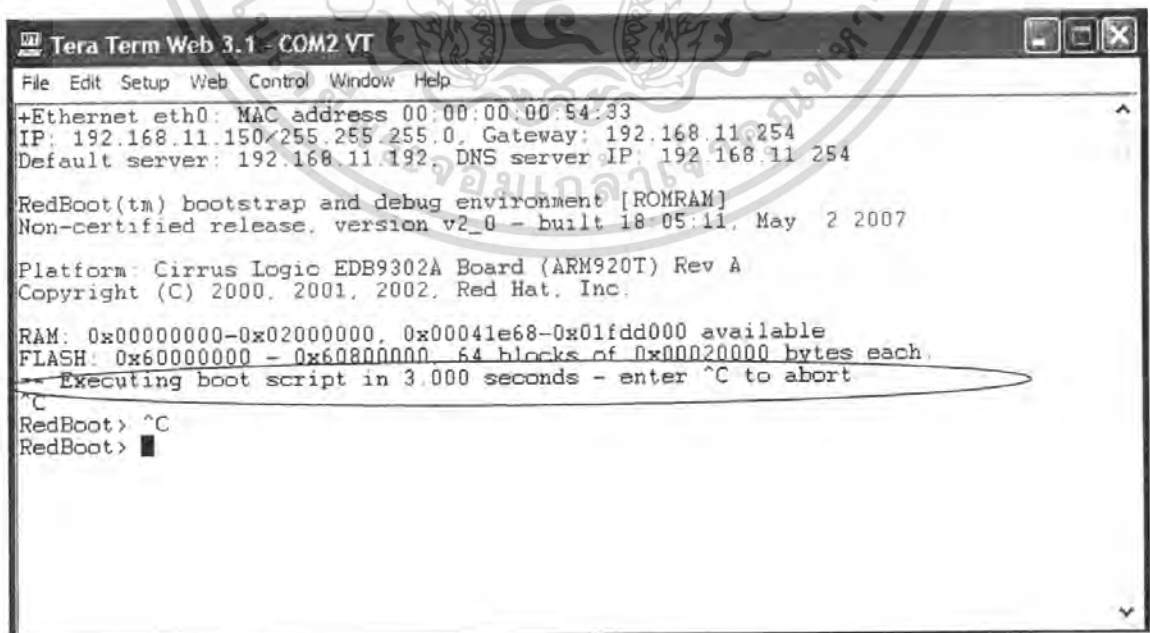 Tera Term Web 3.1 - COM2 VT
File Edit Setup Web Control Window Help
+Ethernet eth0: MAC address 00:00:00:00:54:33
IP: 192.168.11.150/255.255.255.0, Gateway: 192.168.11.254
Default server: 192.168.11.192, DNS server IP: 192.168.11.254
RedBoot(tm) bootstrap and debug environment [ROMRAM]
Non-certified release, version v2_0 - built 18:05:11, May 2 2007
Platform: Cirrus Logic EDB9302A Board (ARM920T) Rev A
Copyright (C) 2000, 2001, 2002, Red Hat, Inc.
RAM: 0x00000000-0x02000000, 0x00041e68-0x01fdd000 available
FLASH: 0x60000000 - 0x60800000, 64 blocks of 0x00020000 bytes each.
== Executing boot script in 3.000 seconds - enter ^C to abort
^C
RedBoot> ^C
RedBoot>